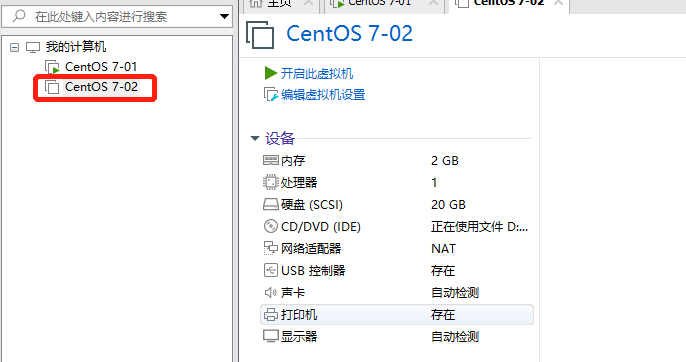 在此处键入内容进行搜索
主页
CentOS 7-01
CentOS 7-02
我的计算机
CentOS 7-01
CentOS 7-02
CentOS 7-02
开启此虚拟机
编辑虚拟机设置
设备
内存 2 GB
处理器 1
硬盘 (SCSI) 20 GB
CD/DVD (IDE) 正在使用文件 D:...
网络适配器 NAT
USB 控制器 存在
声卡 自动检测
打印机 存在
显示器 自动检测